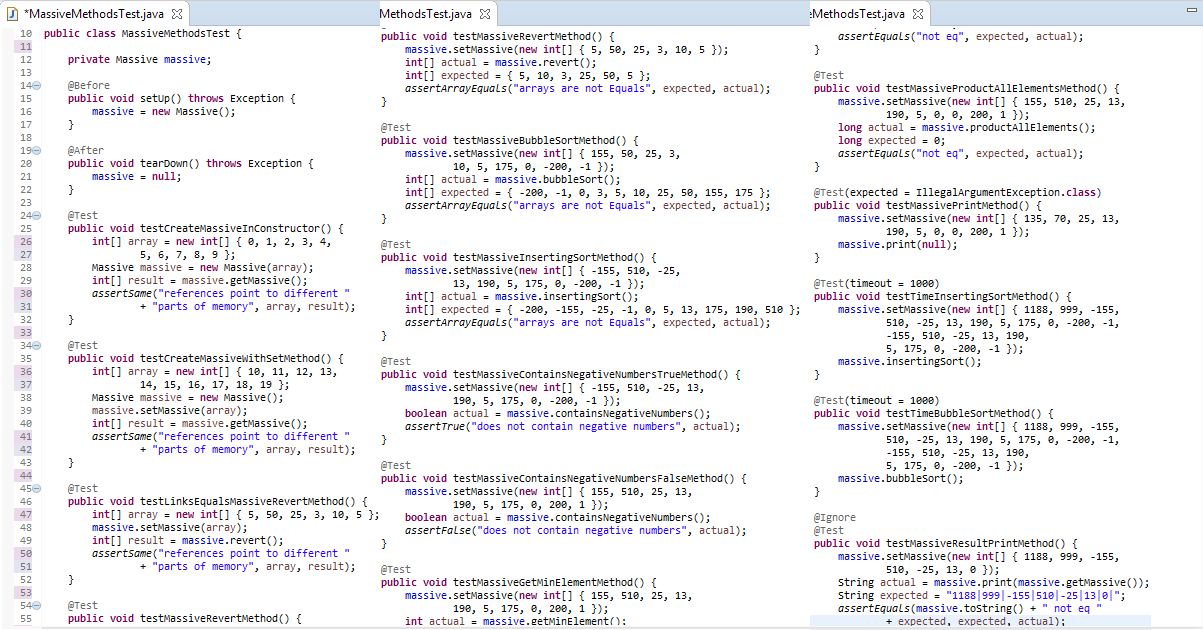 *MassiveMethodsTest.java
10 public class MassiveMethodsTest {
11
12 private Massive massive;
13
14 @Before
15 public void setUp() throws Exception {
16 massive = new Massive();
17 }
18
19 @After
20 public void tearDown() throws Exception {
21 massive = null;
22 }
23
24 @Test
25 public void testCreateMassiveInConstructor() {
26 int[] array = new int[] { 0, 1, 2, 3, 4,
27 5, 6, 7, 8, 9 };
28 Massive massive = new Massive(array);
29 int[] result = massive.getMassive();
30 assertSame("references point to different "
31 + "parts of memory", array, result);
32 }
33
34 @Test
35 public void testCreateMassiveWithSetMethod() {
36 int[] array = new int[] { 10, 11, 12, 13,
37 14, 15, 16, 17, 18, 19 };
38 Massive massive = new Massive();
39 massive.setMassive(array);
40 int[] result = massive.getMassive();
41 assertSame("references point to different "
42 + "parts of memory", array, result);
43 }
44
45 @Test
46 public void testLinksEqualsMassiveRevertMethod() {
47 int[] array = new int[] { 5, 50, 25, 3, 10, 5 };
48 massive.setMassive(array);
49 int[] result = massive.revert();
50 assertSame("references point to different "
51 + "parts of memory", array, result);
52 }
53
54 @Test
55 public void testMassiveRevertMethod() {
MethodsTest.java
public void testMassiveRevertMethod() {
massive.setMassive(new int[] { 5, 50, 25, 3, 10, 5 });
int[] actual = massive.revert();
int[] expected = { 5, 10, 3, 25, 50, 5 };
assertArrayEquals("arrays are not Equals", expected, actual);
}
@Test
public void testMassiveBubbleSortMethod() {
massive.setMassive(new int[] { 155, 50, 25, 3,
10, 5, 175, 0, -200, -1 });
int[] actual = massive.bubbleSort();
int[] expected = { -200, -1, 0, 3, 5, 10, 25, 50, 155, 175 };
assertArrayEquals("arrays are not Equals", expected, actual);
}
@Test
public void testMassiveInsertingSortMethod() {
massive.setMassive(new int[] { -155, 510, -25,
13, 190, 5, 175, 0, -200, -1 });
int[] actual = massive.insertingSort();
int[] expected = { -200, -155, -25, -1, 0, 5, 13, 175, 190, 510 };
assertArrayEquals("arrays are not Equals", expected, actual);
}
@Test
public void testMassiveContainsNegativeNumbersTrueMethod() {
massive.setMassive(new int[] { -155, 510, -25, 13,
190, 5, 175, 0, -200, -1 });
boolean actual = massive.containsNegativeNumbers();
assertTrue("does not contain negative numbers", actual);
}
@Test
public void testMassiveContainsNegativeNumbersFalseMethod() {
massive.setMassive(new int[] { 155, 510, 25, 13,
190, 5, 175, 0, 200, 1 });
boolean actual = massive.containsNegativeNumbers();
assertFalse("does not contain negative numbers", actual);
}
@Test
public void testMassiveGetMinElementMethod() {
massive.setMassive(new int[] { 155, 510, 25, 13,
190, 5, 175, 0, 200, 1 });
int actual = massive.getMinElement();
eMethodsTest.java
assertEquals("not eq", expected, actual);
}
@Test
public void testMassiveProductAllElementsMethod() {
massive.setMassive(new int[] { 155, 510, 25, 13,
190, 5, 0, 0, 200, 1 });
long actual = massive.productAllElements();
long expected = 0;
assertEquals("not eq", expected, actual);
}
@Test(expected = IllegalArgumentException.class)
public void testMassivePrintMethod() {
massive.setMassive(new int[] { 135, 70, 25, 13,
190, 5, 0, 0, 200, 1 });
massive.print(null);
}
@Test(timeout = 1000)
public void testTimeInsertingSortMethod() {
massive.setMassive(new int[] { 1188, 999, -155,
510, -25, 13, 190, 5, 175, 0, -200, -1,
-155, 510, -25, 13, 190,
5, 175, 0, -200, -1 });
massive.insertingSort();
}
@Test(timeout = 1000)
public void testTimeBubbleSortMethod() {
massive.setMassive(new int[] { 1188, 999, -155,
510, -25, 13, 190, 5, 175, 0, -200, -1,
-155, 510, -25, 13, 190,
5, 175, 0, -200, -1 });
massive.bubbleSort();
}
@Ignore
@Test
public void testMassiveResultPrintMethod() {
massive.setMassive(new int[] { 1188, 999, -155,
510, -25, 13, 0 });
String actual = massive.print(massive.getMassive());
String expected = "1188|999|-155|510|-25|13|0|";
assertEquals(massive.toString() + " not eq "
+ expected, expected, actual);